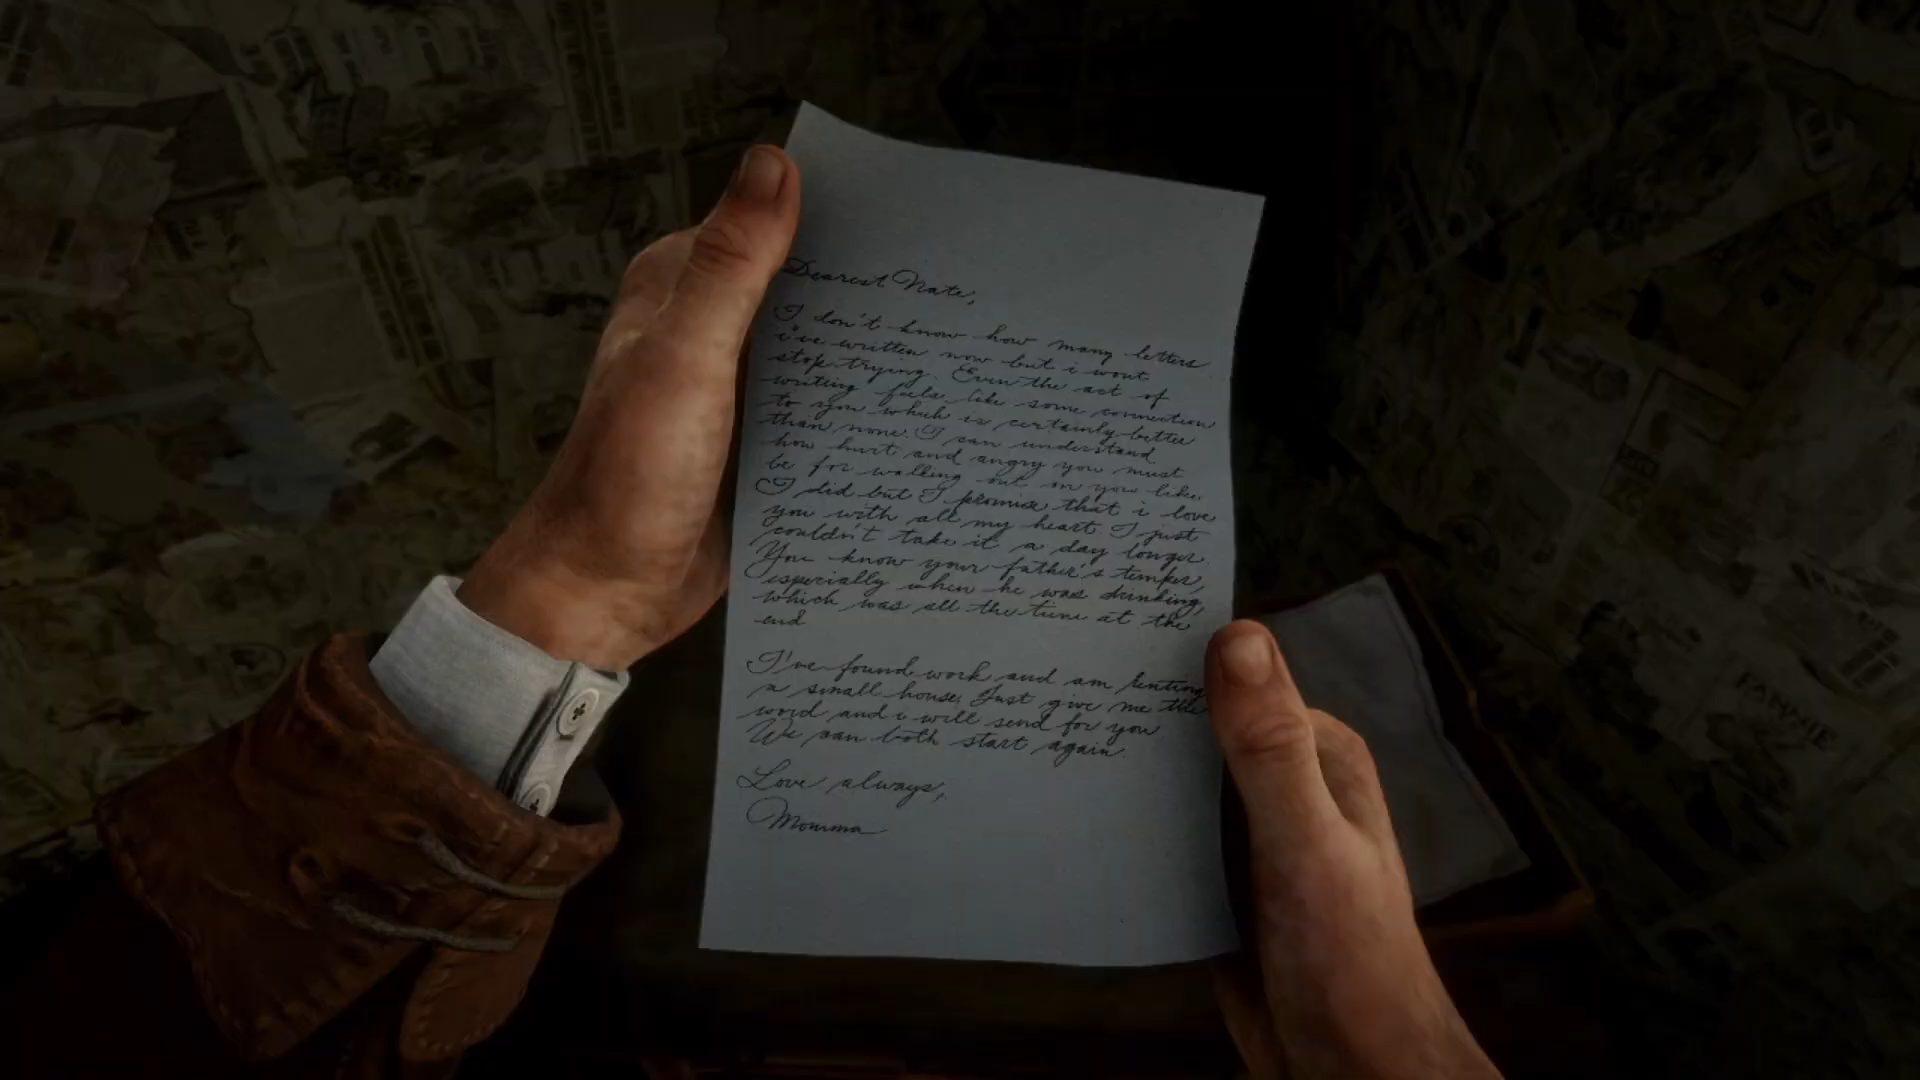 Dearest Nate,
I don't know how many letters
i've written now but i wont
stop trying. Even the act of
writing feels like some connection
to you which is certainly better
than none. I can understand
how hurt and angry you must
be for walking out on you like
I did but I promise that i love
you with all my heart. I just
couldn't take it a day longer.
You know your father's temper,
especially when he was drinking,
which was all the time at the
end
I've found work and am renting
a small house. Just give me the
word and i will send for you
We can both start again.
Love always,
Momma